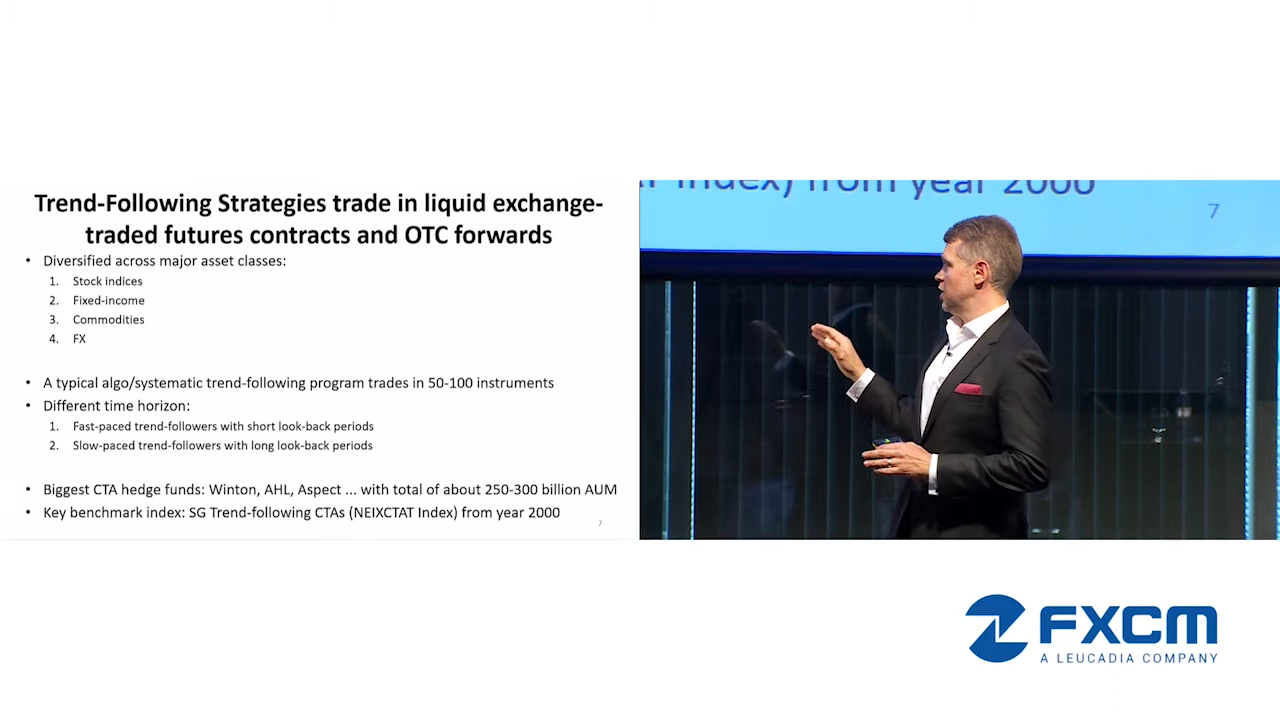 Trend-Following Strategies trade in liquid exchange-
traded futures contracts and OTC forwards
• Diversified across major asset classes:
1. Stock indices
2. Fixed-income
3. Commodities
4. FX
• A typical algo/systematic trend-following program trades in 50-100 instruments
• Different time horizon:
1. Fast-paced trend-followers with short look-back periods
2. Slow-paced trend-followers with long look-back periods
• Biggest CTA hedge funds: Winton, AHL, Aspect ... with total of about 250-300 billion AUM
• Key benchmark index: SG Trend-following CTAs (NEIXCTAT Index) from year 2000
7
Index) from year 2000
7
FXCM
A LEUCADIA COMPANY